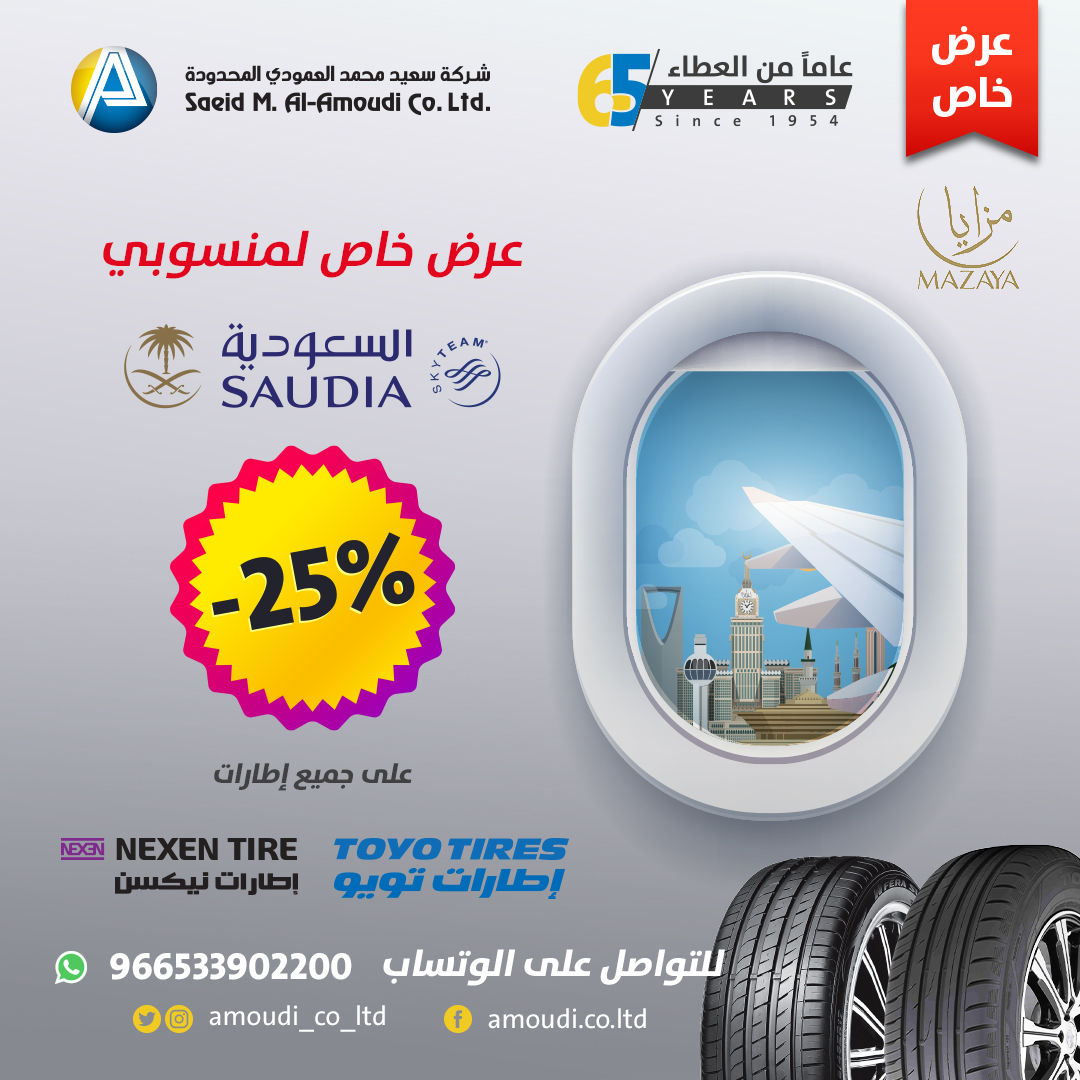 عرض
خاص
شركة سعيد محمد العمودي المحدودة
Saeid M. Al-Amoudi Co. Ltd.
65 عاماً من العطاء
YEARS
Since 1954
مزايا
MAZAYA
عرض خاص لمنسوبي
السعودية
SAUDIA
SKYTEAM
-25%
على جميع إطارات
NEXEN NEXEN TIRE
إطارات نيكسن
TOYO TIRES
إطارات تويو
للتواصل على الوتساب 966533902200
amoudi_co_ltd
amoudi.co.ltd